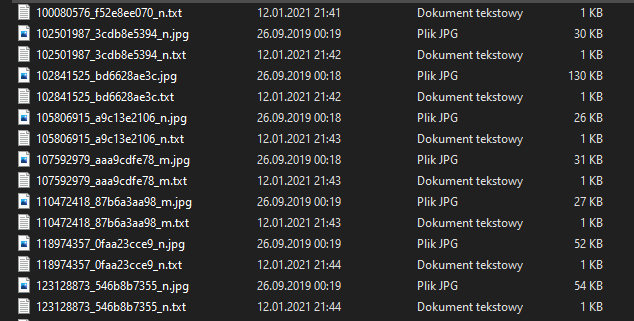 100080576_f52e8ee070_n.txt 12.01.2021 21:41 Dokument tekstowy 1 KB
102501987_3cdb8e5394_n.jpg 26.09.2019 00:19 Plik JPG 30 KB
102501987_3cdb8e5394_n.txt 12.01.2021 21:42 Dokument tekstowy 1 KB
102841525_bd6628ae3c.jpg 26.09.2019 00:18 Plik JPG 130 KB
102841525_bd6628ae3c.txt 12.01.2021 21:42 Dokument tekstowy 1 KB
105806915_a9c13e2106_n.jpg 26.09.2019 00:18 Plik JPG 26 KB
105806915_a9c13e2106_n.txt 12.01.2021 21:43 Dokument tekstowy 1 KB
107592979_aaa9cdfe78_m.jpg 26.09.2019 00:18 Plik JPG 31 KB
107592979_aaa9cdfe78_m.txt 12.01.2021 21:43 Dokument tekstowy 1 KB
110472418_87b6a3aa98_m.jpg 26.09.2019 00:19 Plik JPG 27 KB
110472418_87b6a3aa98_m.txt 12.01.2021 21:43 Dokument tekstowy 1 KB
118974357_0faa23cce9_n.jpg 26.09.2019 00:19 Plik JPG 52 KB
118974357_0faa23cce9_n.txt 12.01.2021 21:44 Dokument tekstowy 1 KB
123128873_546b8b7355_n.jpg 26.09.2019 00:19 Plik JPG 54 KB
123128873_546b8b7355_n.txt 12.01.2021 21:44 Dokument tekstowy 1 KB